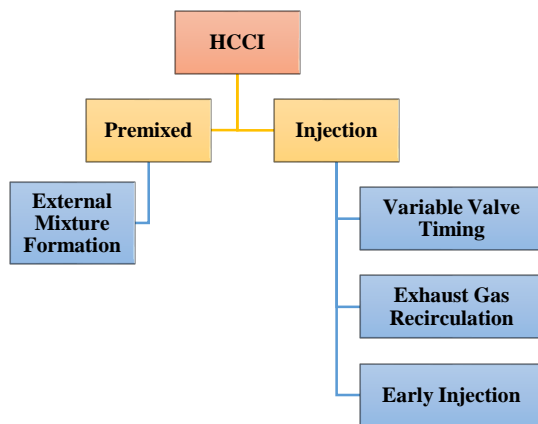 HCCI
Premixed
Injection
External
Mixture
Formation
Variable Valve
Timing
Exhaust Gas
Recirculation
Early Injection